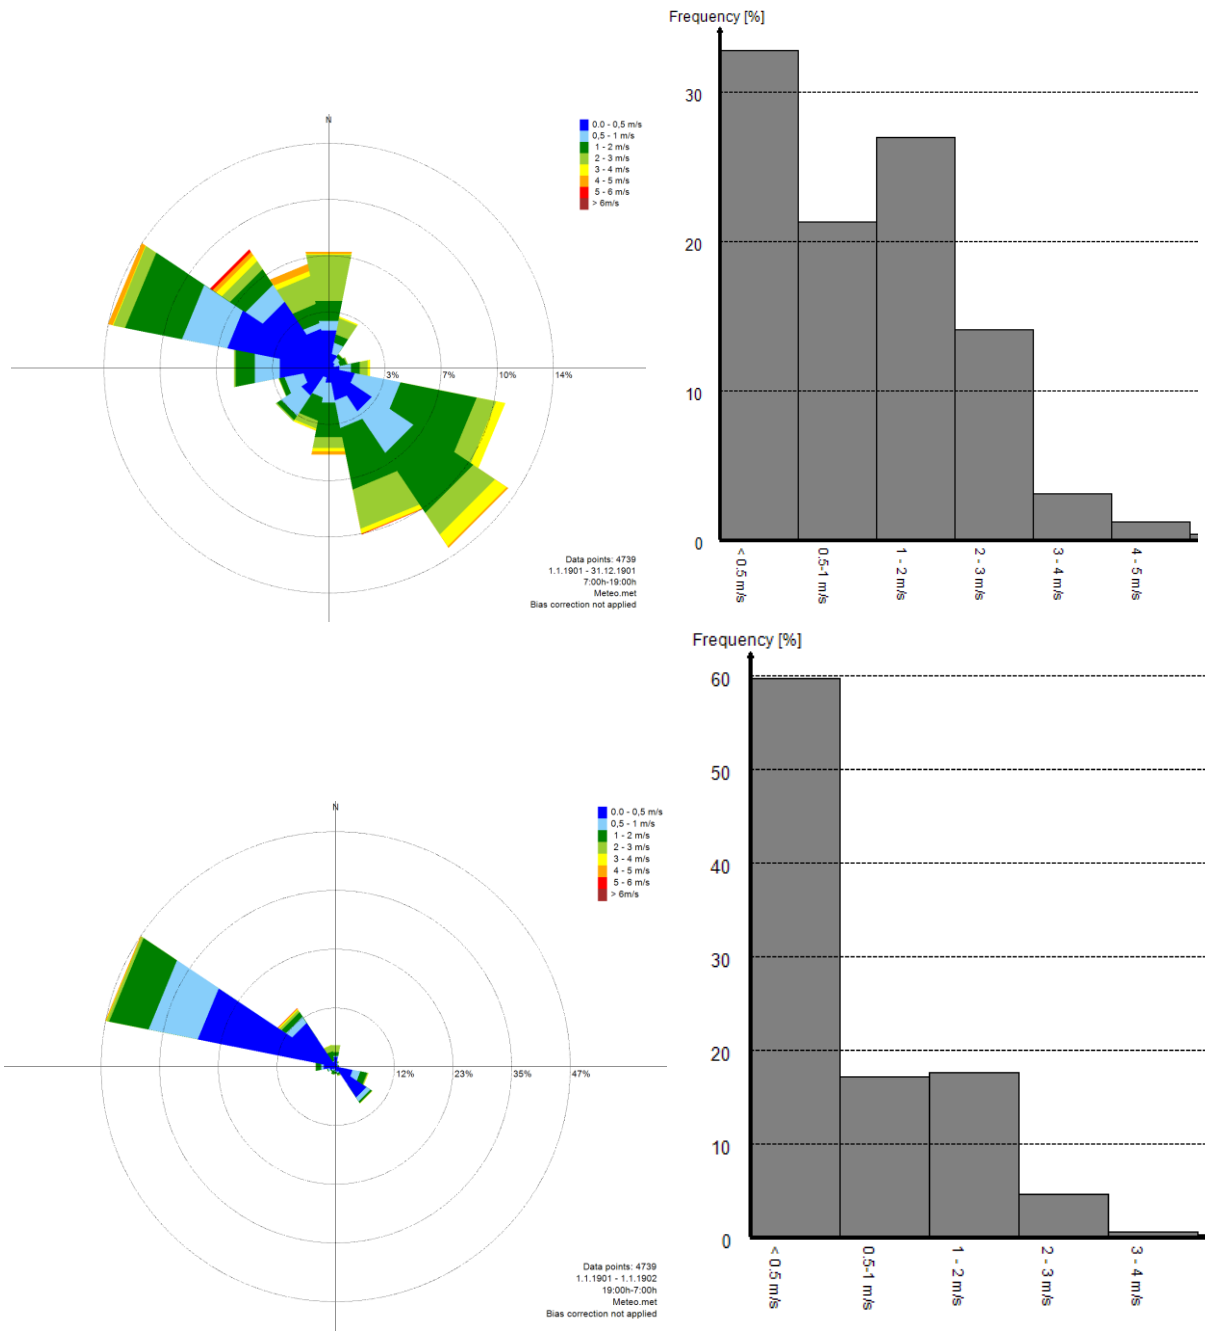 Frequency [%]
30
20
10
0
< 0.5 m/s
0.5-1 m/s
1 - 2 m/s
2 - 3 m/s
3 - 4 m/s
4 - 5 m/s
N
0.0 - 0,5 m/s
0,5 - 1 m/s
1 - 2 m/s
2 - 3 m/s
3 - 4 m/s
4 - 5 m/s
5 - 6 m/s
> 6m/s
3%
7%
10%
14%
Data points: 4739
1.1.1901 - 31.12.1901
7:00h-19:00h
Meteo.met
Bias correction not applied
Frequency [%]
60
50
40
30
20
10
0
< 0.5 m/s
0.5-1 m/s
1 - 2 m/s
2 - 3 m/s
3 - 4 m/s
N
0.0 - 0,5 m/s
0,5 - 1 m/s
1 - 2 m/s
2 - 3 m/s
3 - 4 m/s
4 - 5 m/s
5 - 6 m/s
> 6m/s
12%
23%
35%
47%
Data points: 4739
1.1.1901 - 1.1.1902
19:00h-7:00h
Meteo.met
Bias correction not applied